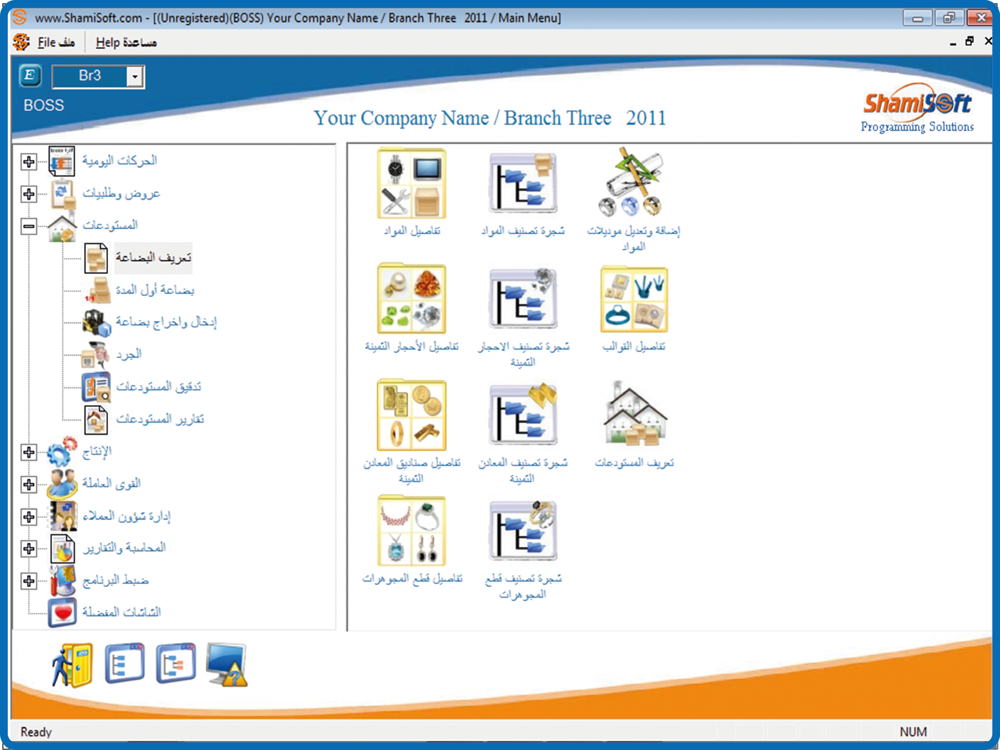 www.ShamiSoft.com - [(Unregistered)(BOSS) Your Company Name / Branch Three 2011 / Main Menu]
File ملف
Help مساعدة
E
Br3
BOSS
Your Company Name / Branch Three 2011
ShamiSoft
Programming Solutions
الحركات اليومية
عروض وطلبيات
المستودعات
تعريف البضاعة
بضاعة أول المدة
1/1
إدخال واخراج بضاعة
الجرد
تدقيق المستودعات
تقارير المستودعات
الإنتاج
القوى العاملة
إدارة شؤون العملاء
المحاسبة والتقارير
ضبط البرنامج
الشاشات المفضلة
تفاصيل المواد
شجرة تصنيف المواد
إضافة وتعديل موديلات
المواد
تفاصيل الأحجار الثمينة
شجرة تصنيف الاحجار
الثمينة
تفاصيل القوالب
تفاصيل صناديق المعادن
الثمينة
شجرة تصنيف المعادن
الثمينة
تعريف المستودعات
تفاصيل قطع المجوهرات
شجرة تصنيف قطع
المجوهرات
Ready
NUM